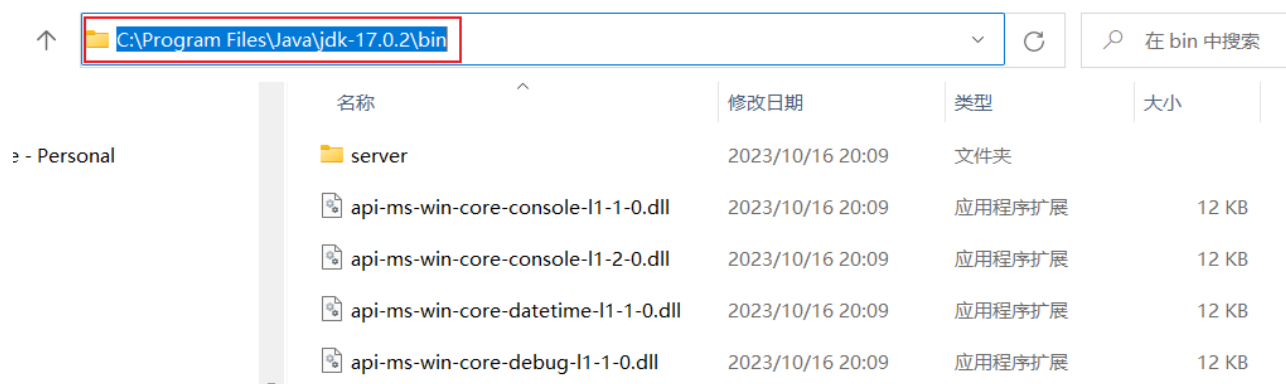 C:\Program Files\Java\jdk-17.0.2\bin 在 bin 中搜索
名称 修改日期 类型 大小
e - Personal server 2023/10/16 20:09 文件夹
api-ms-win-core-console-l1-1-0.dll 2023/10/16 20:09 应用程序扩展 12 KB
api-ms-win-core-console-l1-2-0.dll 2023/10/16 20:09 应用程序扩展 12 KB
api-ms-win-core-datetime-l1-1-0.dll 2023/10/16 20:09 应用程序扩展 12 KB
api-ms-win-core-debug-l1-1-0.dll 2023/10/16 20:09 应用程序扩展 12 KB